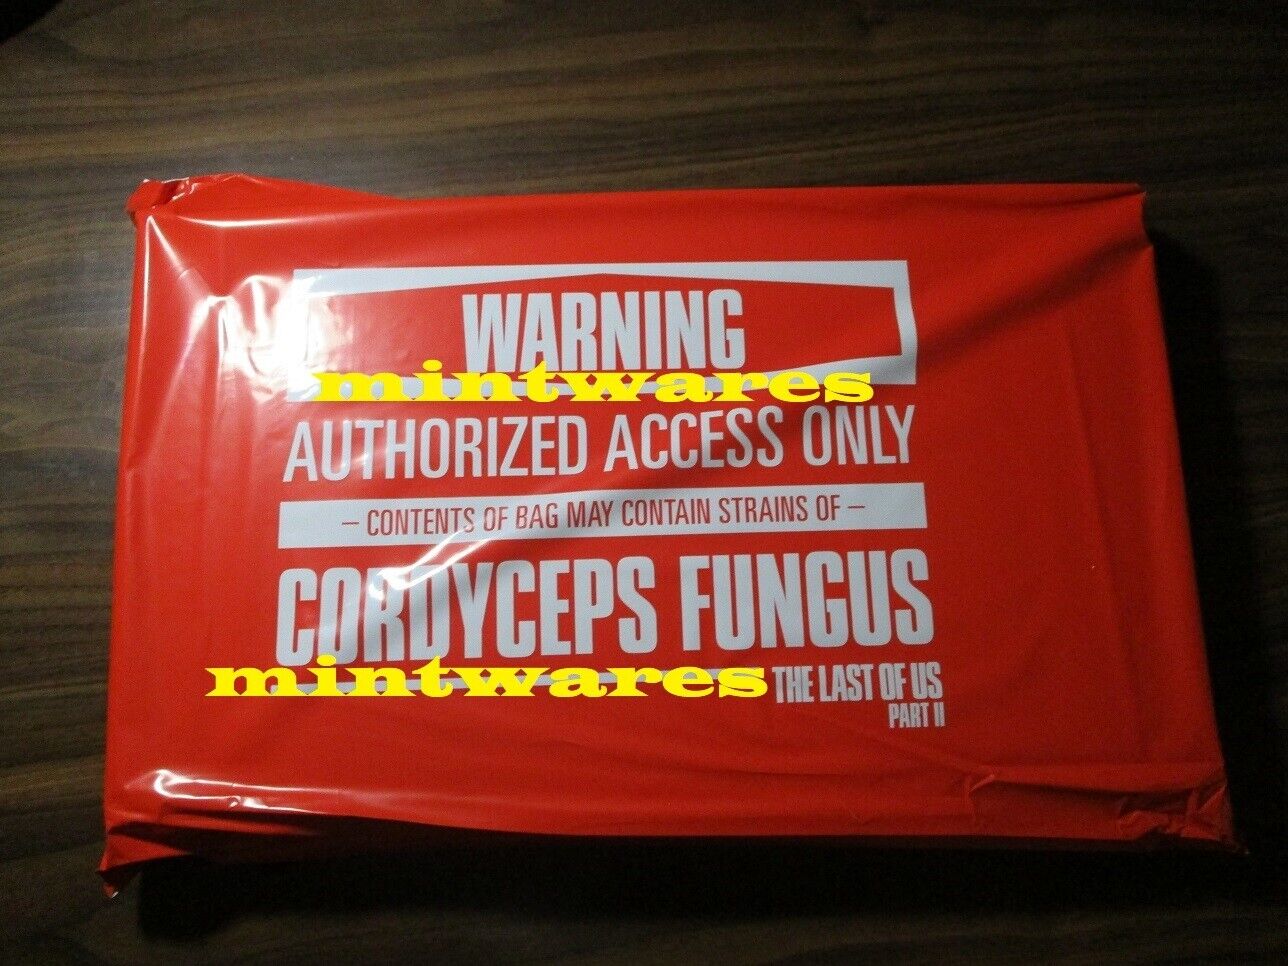 WARNING
mintwares
AUTHORIZED ACCESS ONLY
– CONTENTS OF BAG MAY CONTAIN STRAINS OF –
CORDYCEPS FUNGUS
mintwares
THE LAST OF US
PART II